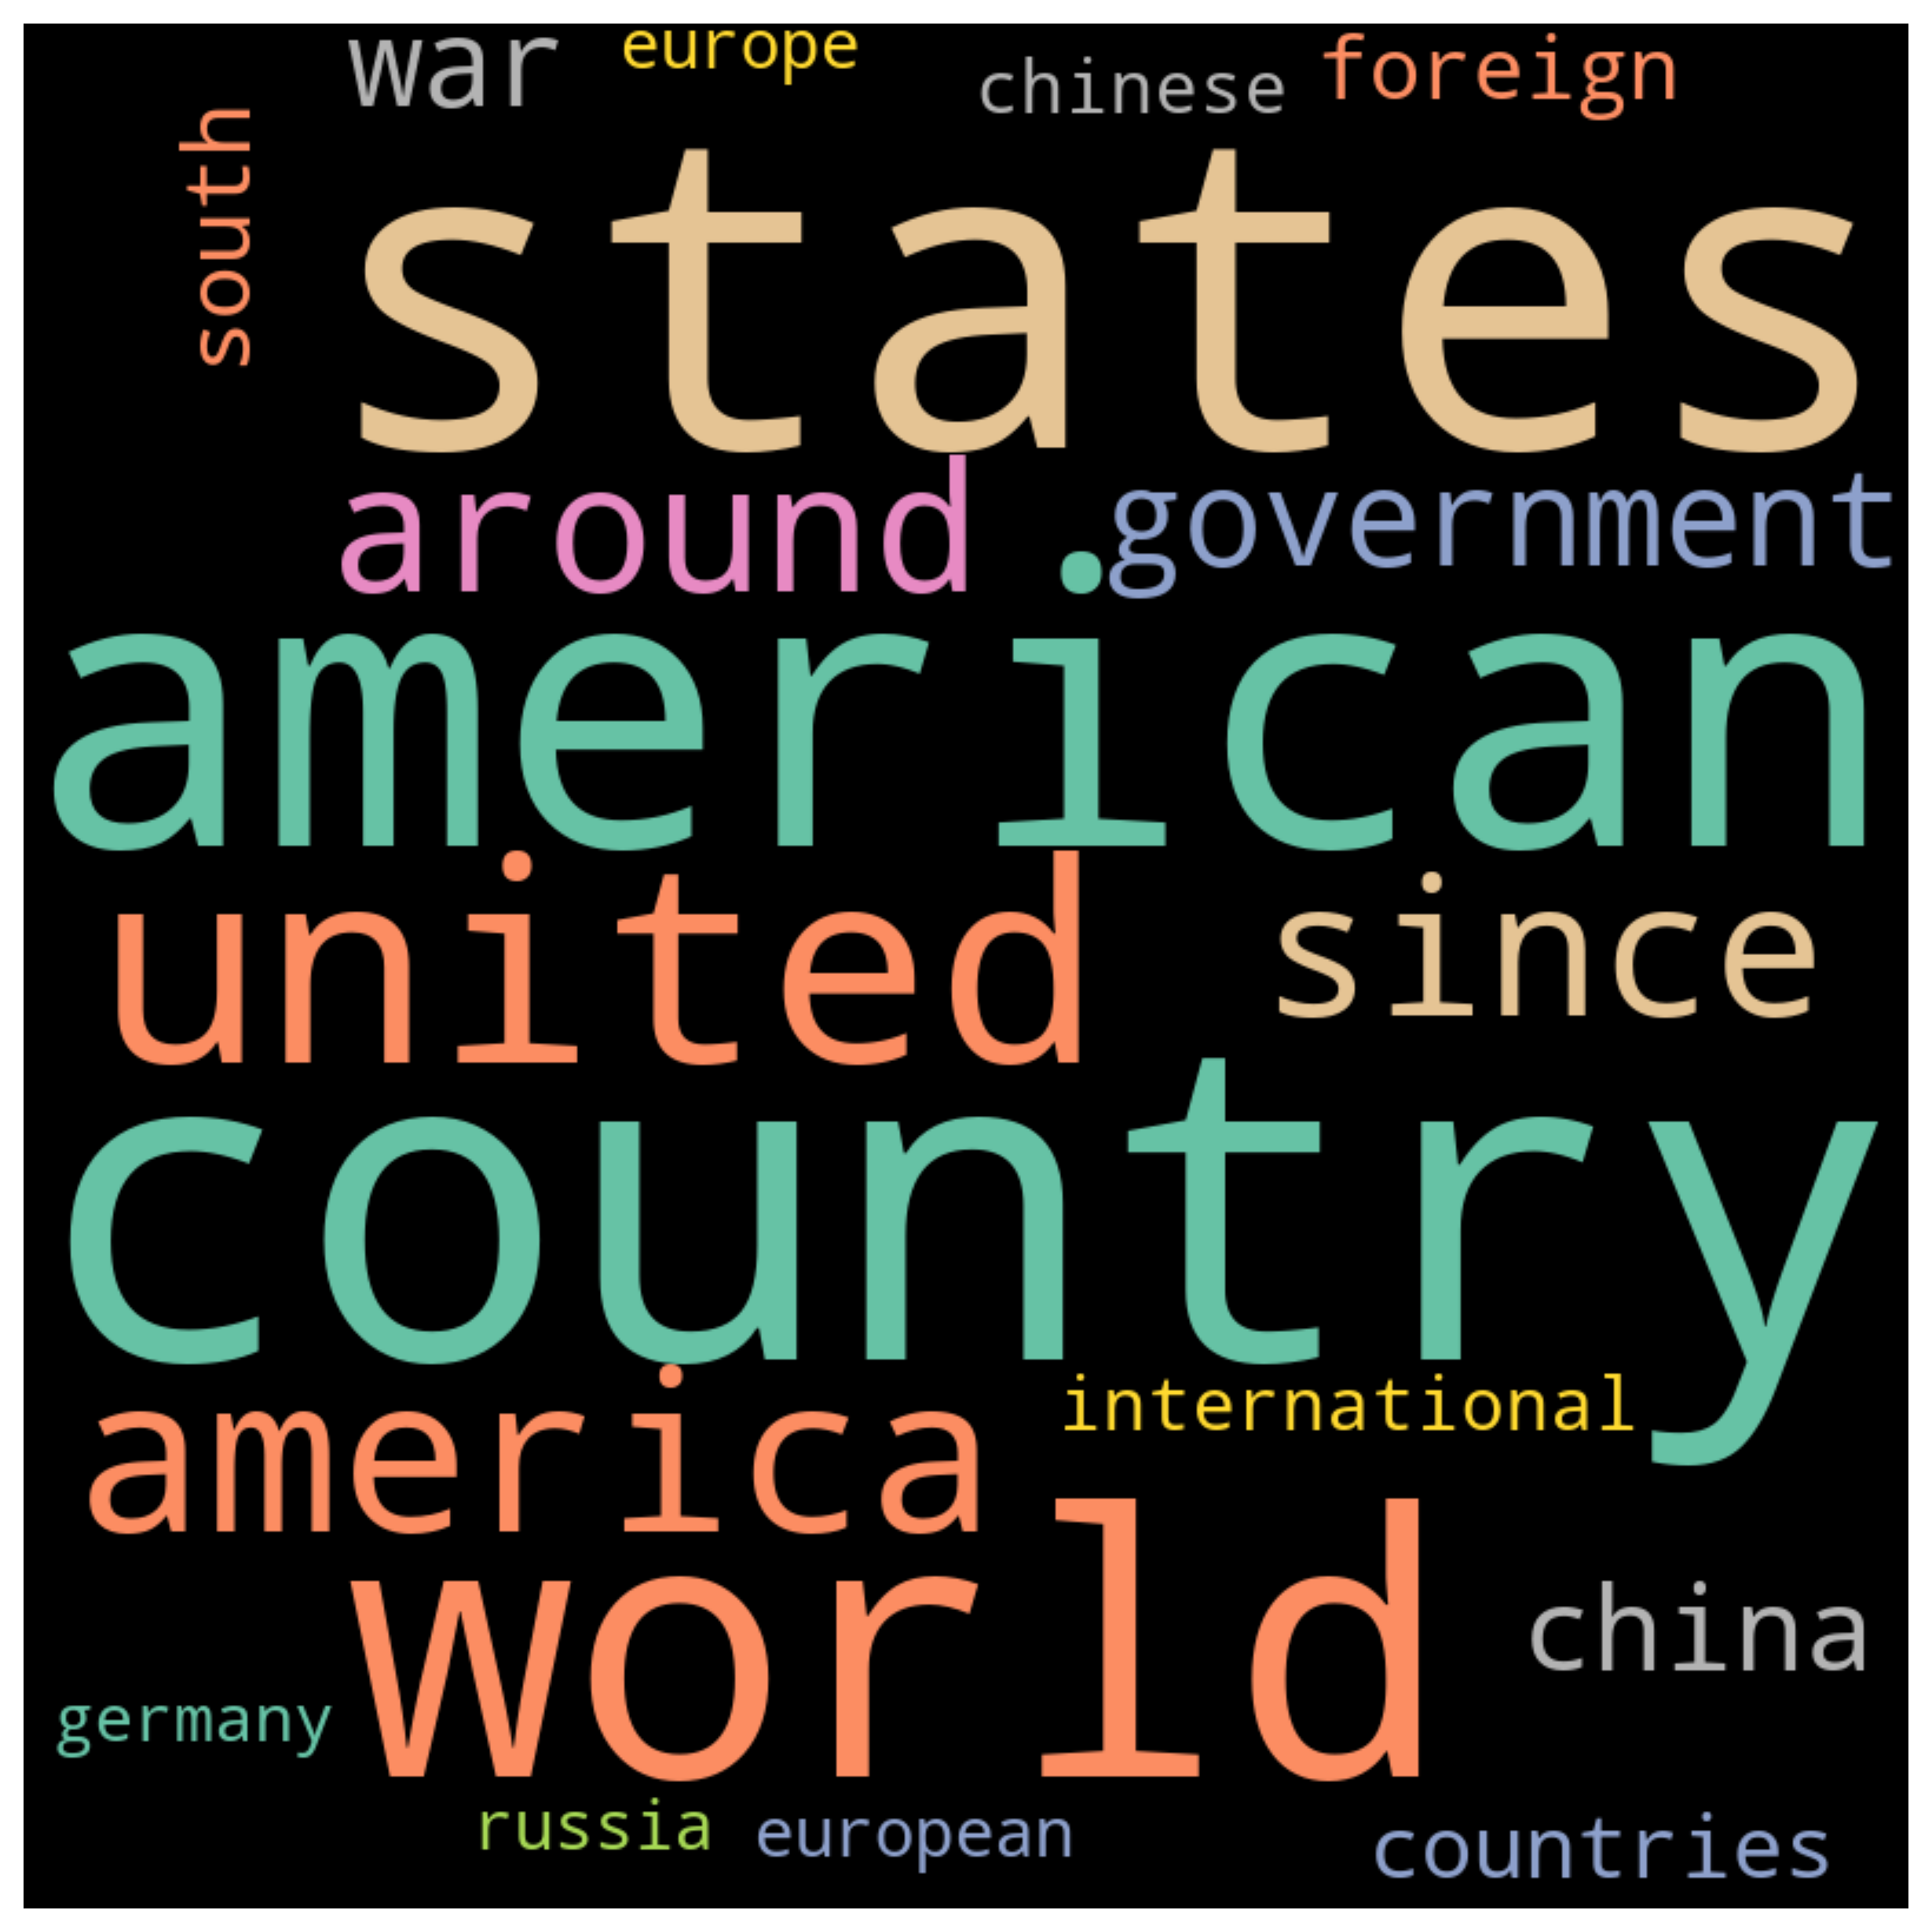 war
europe
chinese
foreign
south
states
around
government
american
united
since
country
america
international
world
china
germany
russia
european
countries